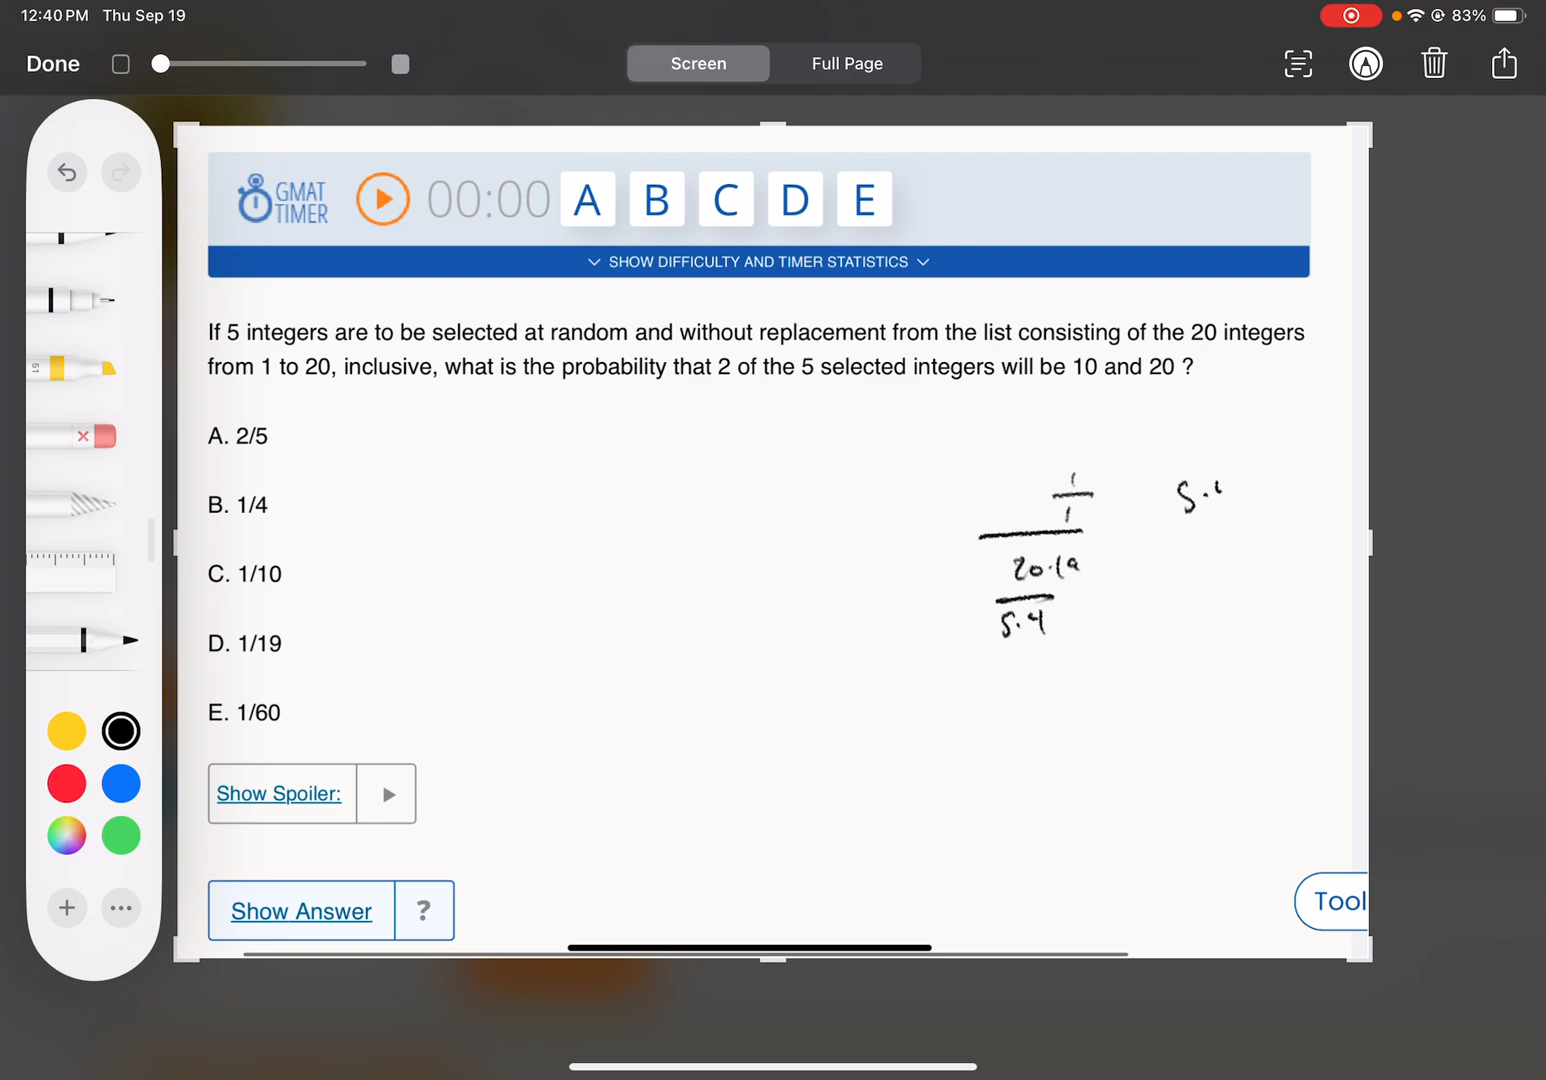 12:40 PM Thu Sep 19
83%
Done
Screen
Full Page
GMAT
TIMER
00:00
A B C D E
SHOW DIFFICULTY AND TIMER STATISTICS
If 5 integers are to be selected at random and without replacement from the list consisting of the 20 integers
from 1 to 20, inclusive, what is the probability that 2 of the 5 selected integers will be 10 and 20 ?
A. 2/5
B. 1/4
C. 1/10
D. 1/19
E. 1/60
1
1
20.19
5.4
Show Spoiler:
Show Answer
?
Tool